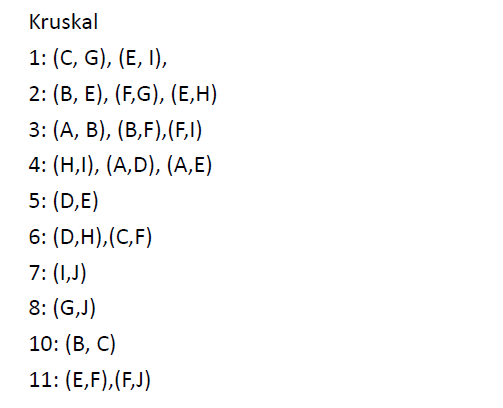 Kruskal
1: (C, G), (E, I),
2: (B, E), (F,G), (E,H)
3: (A, B), (B,F),(F,I)
4: (H,I), (A,D), (A,E)
5: (D,E)
6: (D,H),(C,F)
7: (I,J)
8: (G,J)
10: (B, C)
11: (E,F),(F,J)